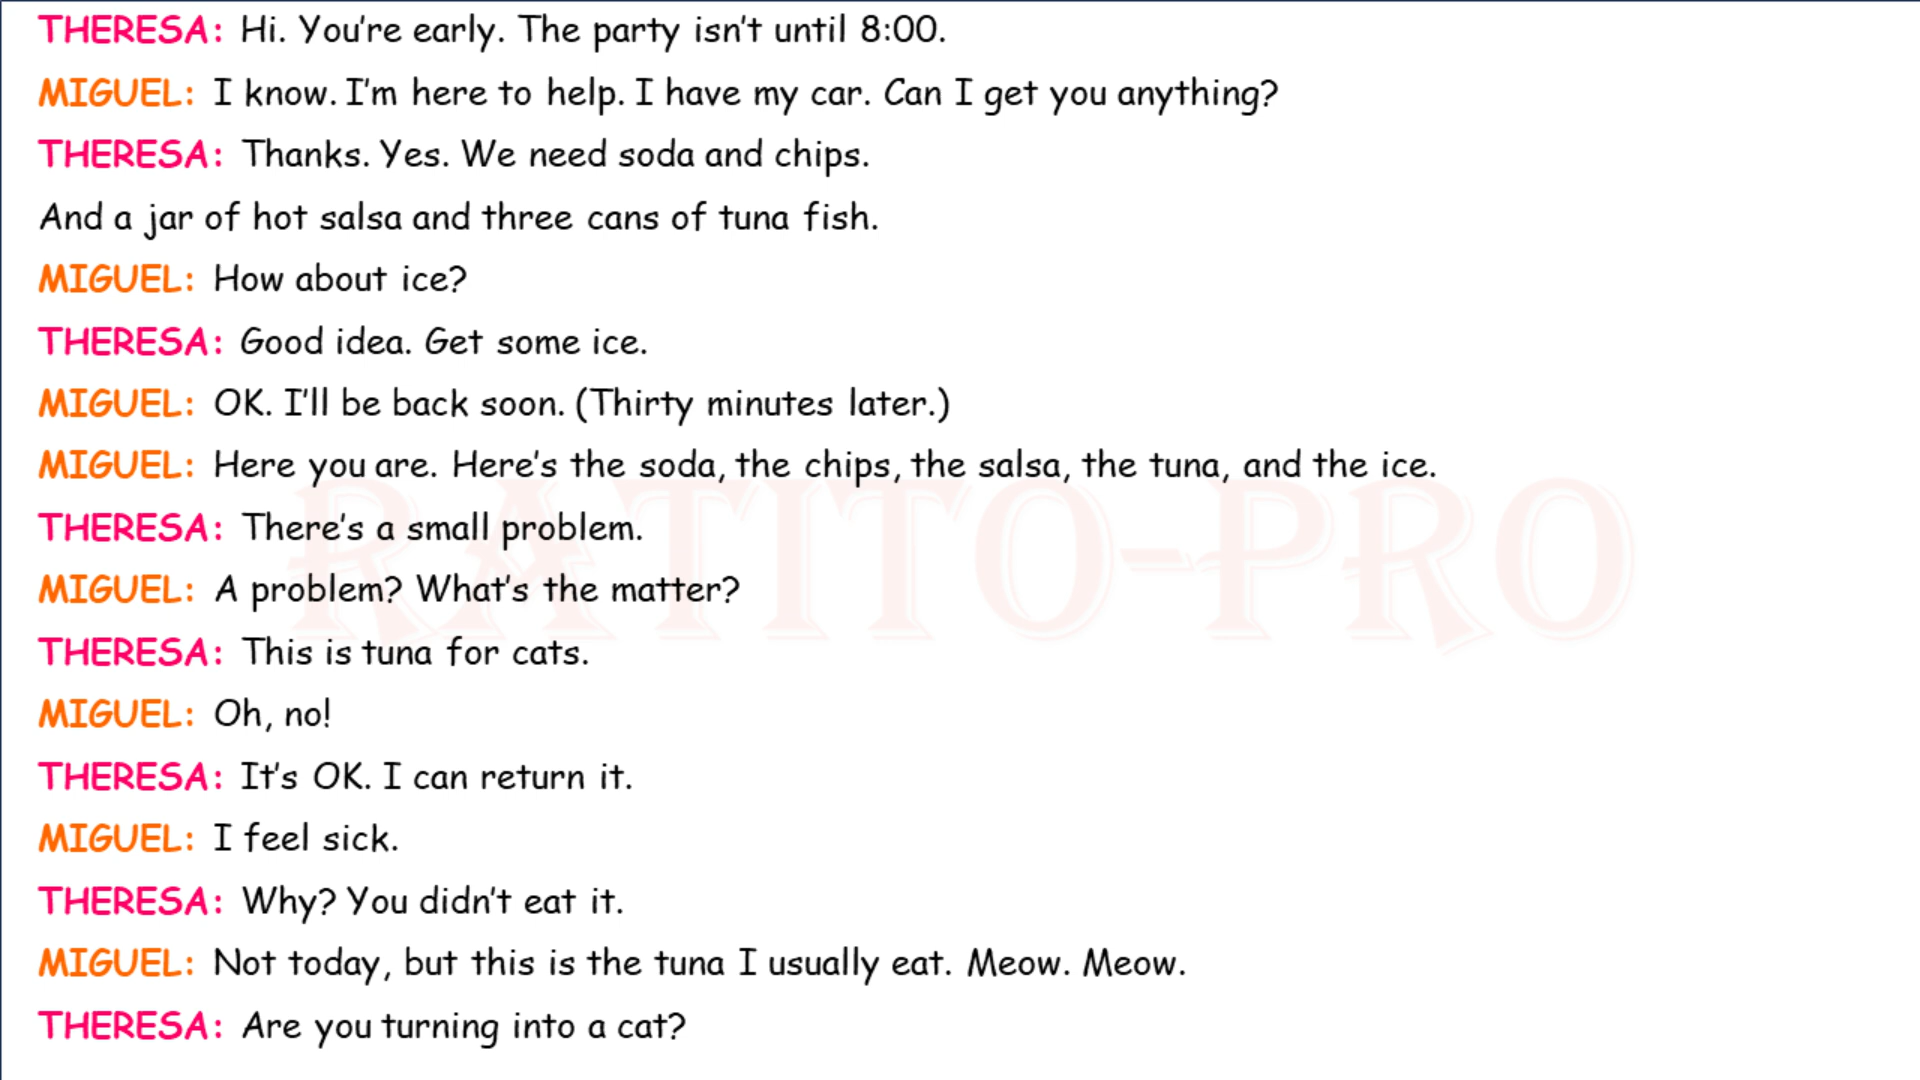 THERESA: Hi. You're early. The party isn't until 8:00.
MIGUEL: I know. I'm here to help. I have my car. Can I get you anything?
THERESA: Thanks. Yes. We need soda and chips.
And a jar of hot salsa and three cans of tuna fish.
MIGUEL: How about ice?
THERESA: Good idea. Get some ice.
MIGUEL: OK. I'll be back soon. (Thirty minutes later.)
MIGUEL: Here you are. Here's the soda, the chips, the salsa, the tuna, and the ice.
THERESA: There's a small problem.
MIGUEL: A problem? What's the matter?
RATITO-PRO
THERESA: This is tuna for cats.
MIGUEL: Oh, no!
THERESA: It's OK. I can return it.
MIGUEL: I feel sick.
THERESA: Why? You didn't eat it.
MIGUEL: Not today, but this is the tuna I usually eat. Meow. Meow.
THERESA: Are you turning into a cat?